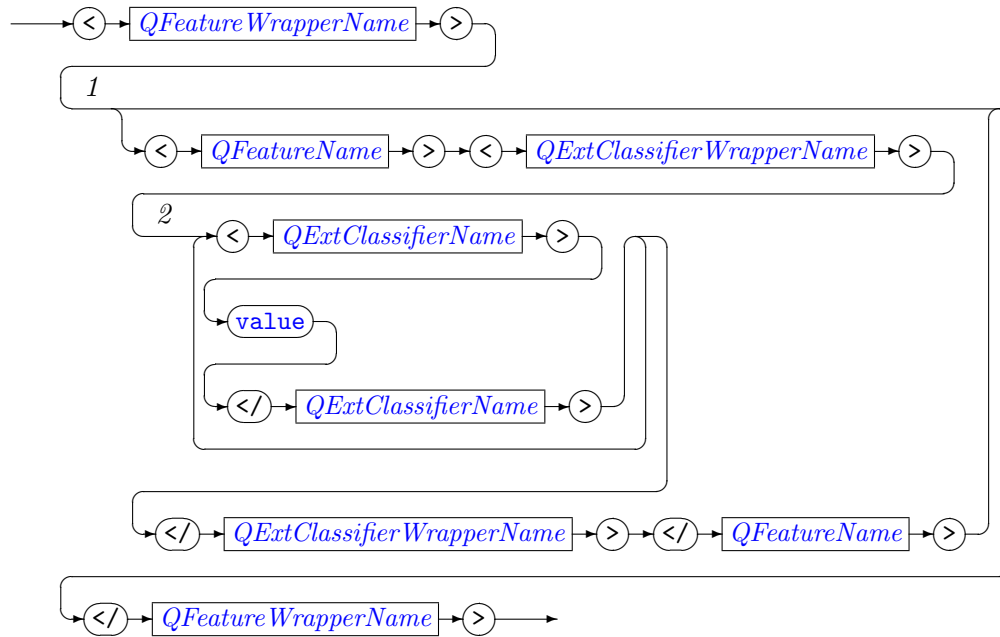 < QFeatureWrapperName >
1
< QFeatureName > < QExtClassifierWrapperName >
2
< QExtClassifierName >
value
</ QExtClassifierName >
</ QExtClassifierWrapperName > </ QFeatureName >
</ QFeatureWrapperName >